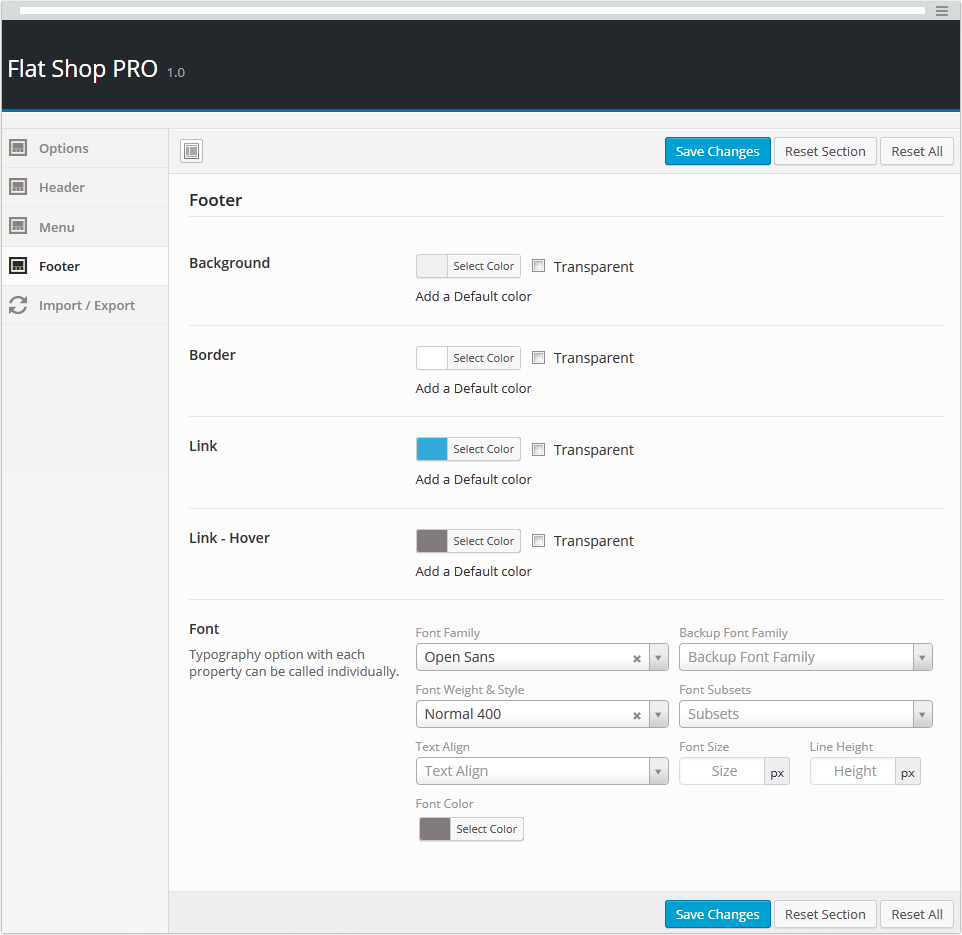 Flat Shop PRO 1.0
Options
Header
Menu
Footer
Import / Export
Save Changes Reset Section Reset All
Footer
Background
Select Color Transparent
Add a Default color
Border
Select Color Transparent
Add a Default color
Link
Select Color Transparent
Add a Default color
Link - Hover
Select Color Transparent
Add a Default color
Font
Typography option with each
property can be called individually.
Font Family Backup Font Family
Open Sans Backup Font Family
Font Weight & Style Font Subsets
Normal 400 Subsets
Text Align Font Size Line Height
Text Align Size px Height px
Font Color
Select Color
Save Changes Reset Section Reset All